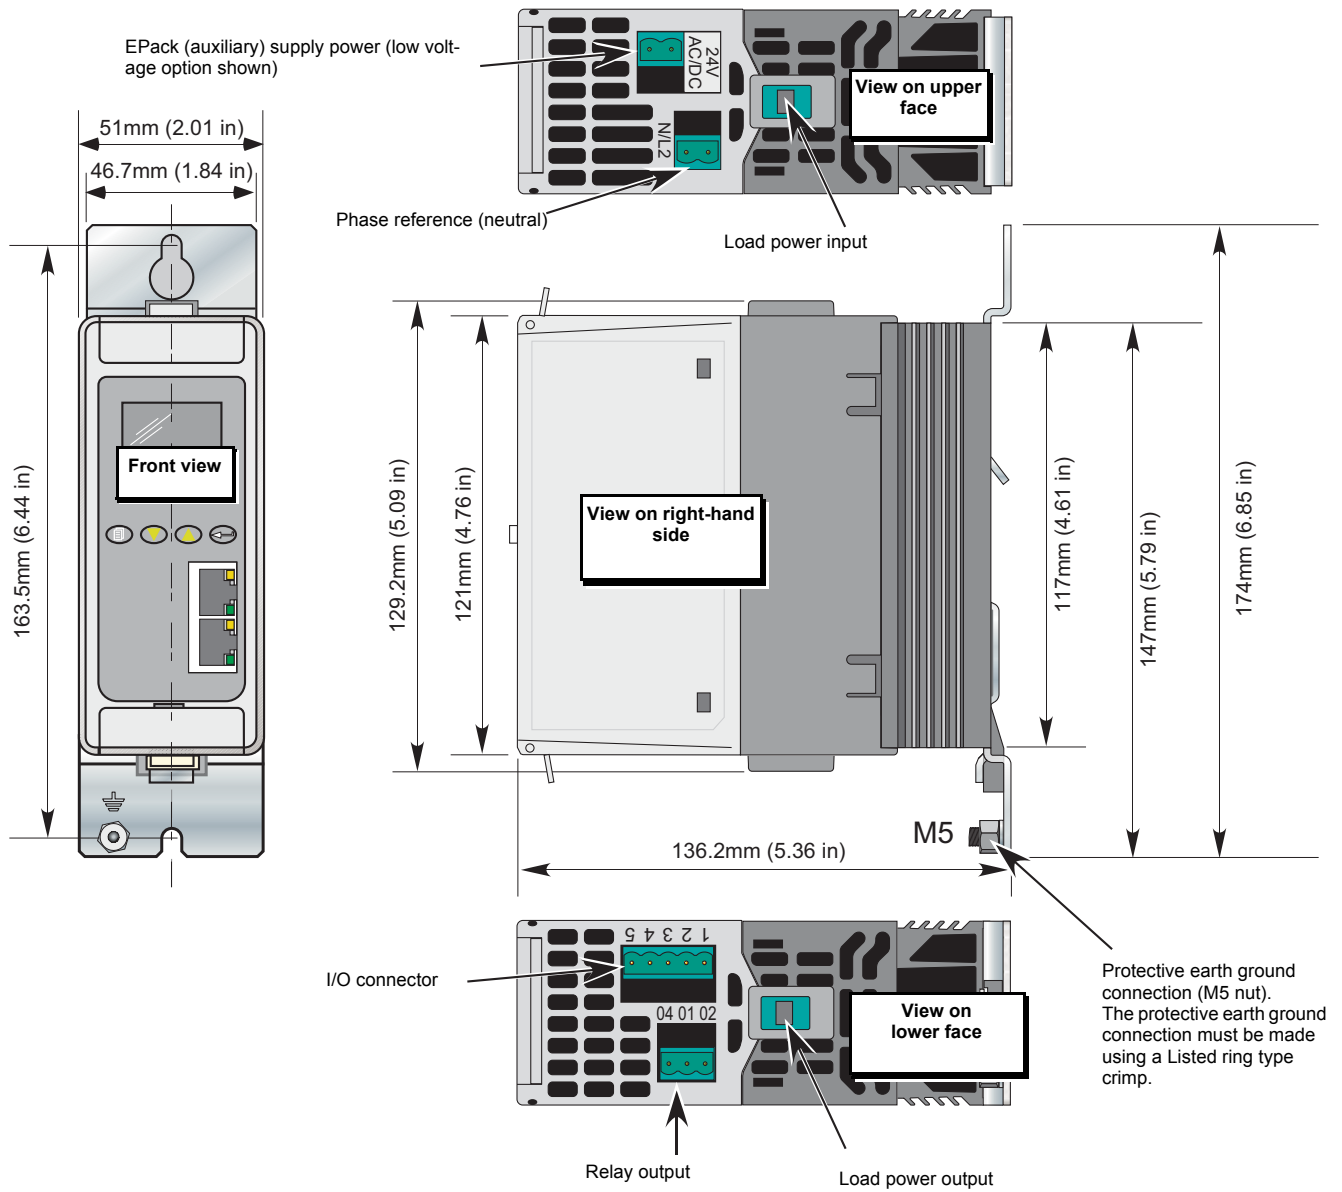 EPack (auxiliary) supply power (low volt-
age option shown)
24V
AC/DC
N/L2
View on upper
face
51mm (2.01 in)
46.7mm (1.84 in)
Phase reference (neutral)
Load power input
Front view
163.5mm (6.44 in)
129.2mm (5.09 in)
121mm (4.76 in)
View on right-hand
side
117mm (4.61 in)
147mm (5.79 in)
174mm (6.85 in)
M5
136.2mm (5.36 in)
I/O connector
5 4 3 2 1
04 01 02
View on
lower face
Protective earth ground
connection (M5 nut).
The protective earth ground
connection must be made
using a Listed ring type
crimp.
Relay output
Load power output